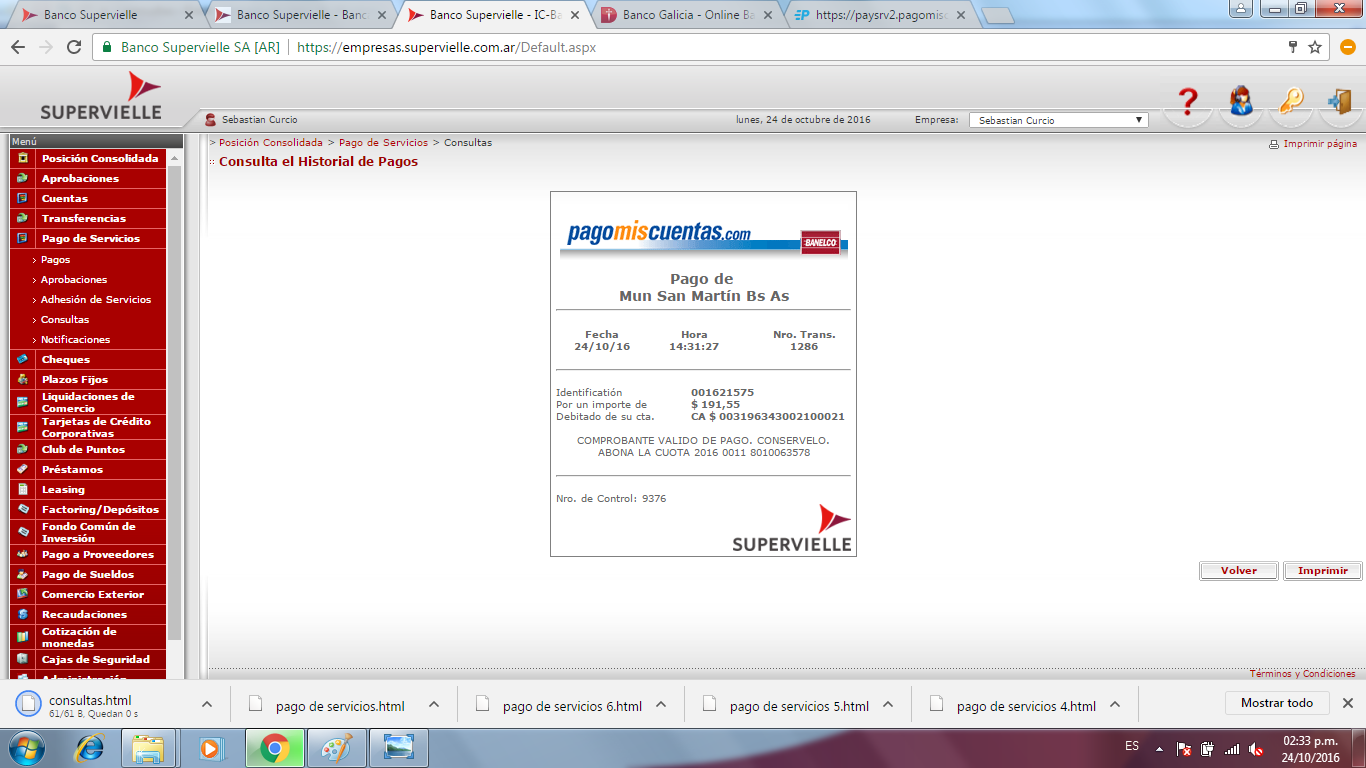 Banco Supervielle
Banco Supervielle - Banc
Banco Supervielle - IC-Ba
Banco Galicia - Online Ba
https://paysrv2.pagomisc
Banco Supervielle SA [AR]
https://empresas.supervielle.com.ar/Default.aspx
SUPERVIELLE
Sebastian Curcio
lunes, 24 de octubre de 2016
Empresa:
Sebastian Curcio
Menú
> Posición Consolidada > Pago de Servicios > Consultas
Imprimir página
Consulta el Historial de Pagos
Posición Consolidada
Aprobaciones
Cuentas
Transferencias
Pago de Servicios
Pagos
Aprobaciones
Adhesión de Servicios
Consultas
Notificaciones
Cheques
Plazos Fijos
Liquidaciones de
Comercio
Tarjetas de Crédito
Corporativas
Club de Puntos
Préstamos
Leasing
Factoring/Depósitos
Fondo Común de
Inversión
Pago a Proveedores
Pago de Sueldos
Comercio Exterior
Recaudaciones
Cotización de
monedas
Cajas de Seguridad
Administración
pagomiscuentas.com
BANELCO
Pago de
Mun San Martín Bs As
Fecha Hora Nro. Trans.
24/10/16 14:31:27 1286
Identificatión 001621575
Por un importe de $ 191,55
Debitado de su cta. CA $ 003196343002100021
COMPROBANTE VALIDO DE PAGO. CONSERVELO.
ABONA LA CUOTA 2016 0011 8010063578
Nro. de Control: 9376
SUPERVIELLE
Volver
Imprimir
Términos y Condiciones
consultas.html
61/61 B, Quedan 0 s
pago de servicios.html
pago de servicios 6.html
pago de servicios 5.html
pago de servicios 4.html
Mostrar todo
ES
02:33 p.m.
24/10/2016